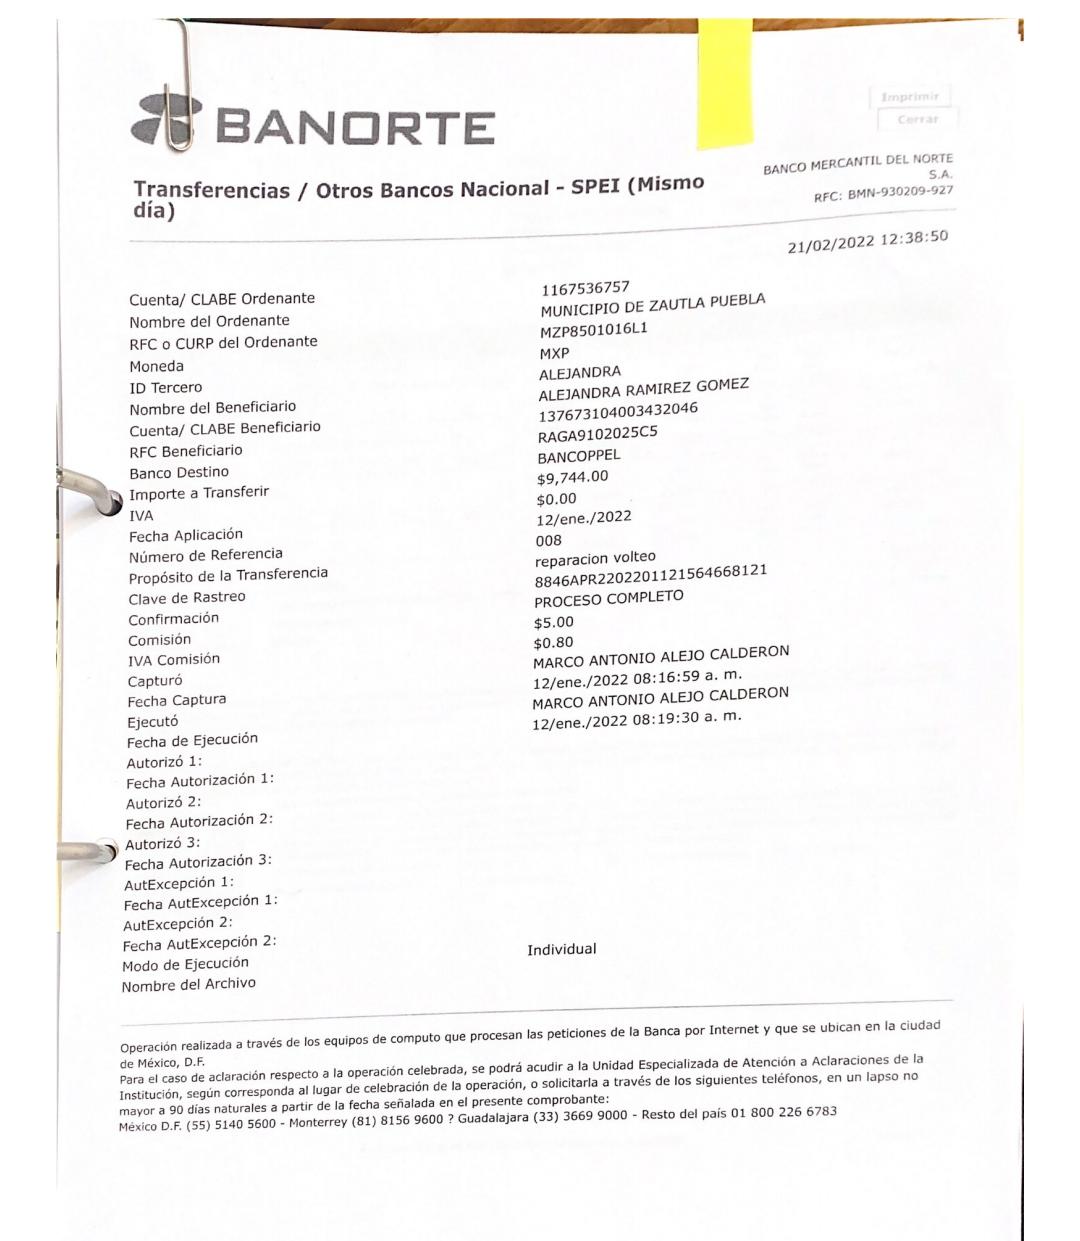 BANORTE
Imprimir
Cerrar
Transferencias / Otros Bancos Nacional - SPEI (Mismo
día)
BANCO MERCANTIL DEL NORTE
S.A.
RFC: BMN-930209-927
21/02/2022 12:38:50
Cuenta/ CLABE Ordenante 1167536757
Nombre del Ordenante MUNICIPIO DE ZAUTLA PUEBLA
RFC o CURP del Ordenante MZP8501016L1
Moneda MXP
ID Tercero ALEJANDRA
Nombre del Beneficiario ALEJANDRA RAMIREZ GOMEZ
Cuenta/ CLABE Beneficiario 137673104003432046
RFC Beneficiario RAGA9102025C5
Banco Destino BANCOPPEL
Importe a Transferir $9,744.00
IVA $0.00
Fecha Aplicación 12/ene./2022
Número de Referencia 008
Propósito de la Transferencia reparacion volteo
Clave de Rastreo 8846APR2202201121564668121
Confirmación PROCESO COMPLETO
Comisión $5.00
IVA Comisión $0.80
Capturó MARCO ANTONIO ALEJO CALDERON
Fecha Captura 12/ene./2022 08:16:59 a. m.
Ejecutó MARCO ANTONIO ALEJO CALDERON
Fecha de Ejecución 12/ene./2022 08:19:30 a. m.
Autorizó 1:
Fecha Autorización 1:
Autorizó 2:
Fecha Autorización 2:
Autorizó 3:
Fecha Autorización 3:
AutExcepción 1:
Fecha AutExcepción 1:
AutExcepción 2:
Fecha AutExcepción 2:
Modo de Ejecución Individual
Nombre del Archivo
Operación realizada a través de los equipos de computo que procesan las peticiones de la Banca por Internet y que se ubican en la ciudad
de México, D.F.
Para el caso de aclaración respecto a la operación celebrada, se podrá acudir a la Unidad Especializada de Atención a Aclaraciones de la
Institución, según corresponda al lugar de celebración de la operación, o solicitarla a través de los siguientes teléfonos, en un lapso no
mayor a 90 días naturales a partir de la fecha señalada en el presente comprobante:
México D.F. (55) 5140 5600 - Monterrey (81) 8156 9600 ? Guadalajara (33) 3669 9000 - Resto del país 01 800 226 6783